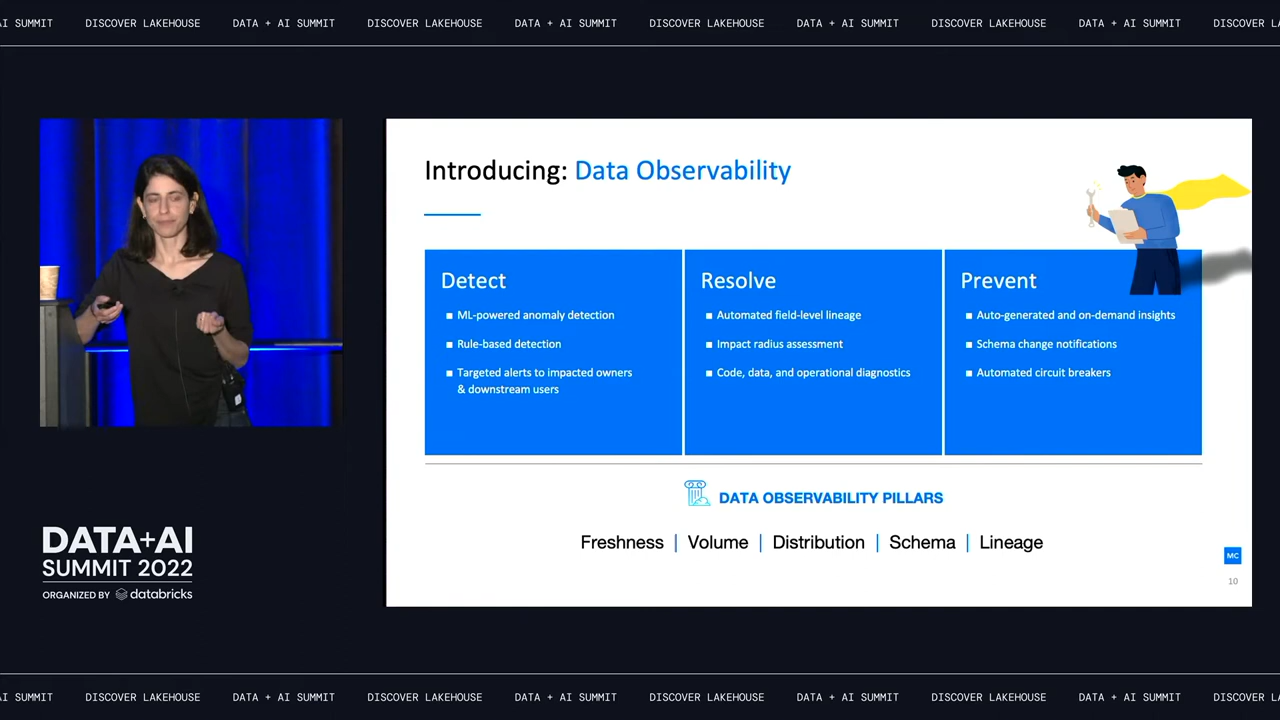 AI SUMMIT DISCOVER LAKEHOUSE DATA + AI SUMMIT DISCOVER LAKEHOUSE DATA + AI SUMMIT DISCOVER LAKEHOUSE DATA + AI SUMMIT DISCOVER LAKEHOUSE DATA + AI SUMMIT DISCOVER
Introducing: Data Observability
Detect
■ ML-powered anomaly detection
■ Rule-based detection
■ Targeted alerts to impacted owners
& downstream users
Resolve
■ Automated field-level lineage
■ Impact radius assessment
■ Code, data, and operational diagnostics
Prevent
■ Auto-generated and on-demand insights
■ Schema change notifications
■ Automated circuit breakers
DATA OBSERVABILITY PILLARS
Freshness | Volume | Distribution | Schema | Lineage
MC
10
DATA+AI
SUMMIT 2022
ORGANIZED BY databricks
AI SUMMIT DISCOVER LAKEHOUSE DATA + AI SUMMIT DISCOVER LAKEHOUSE DATA + AI SUMMIT DISCOVER LAKEHOUSE DATA + AI SUMMIT DISCOVER LAKEHOUSE DATA + AI SUMMIT DISCOVER